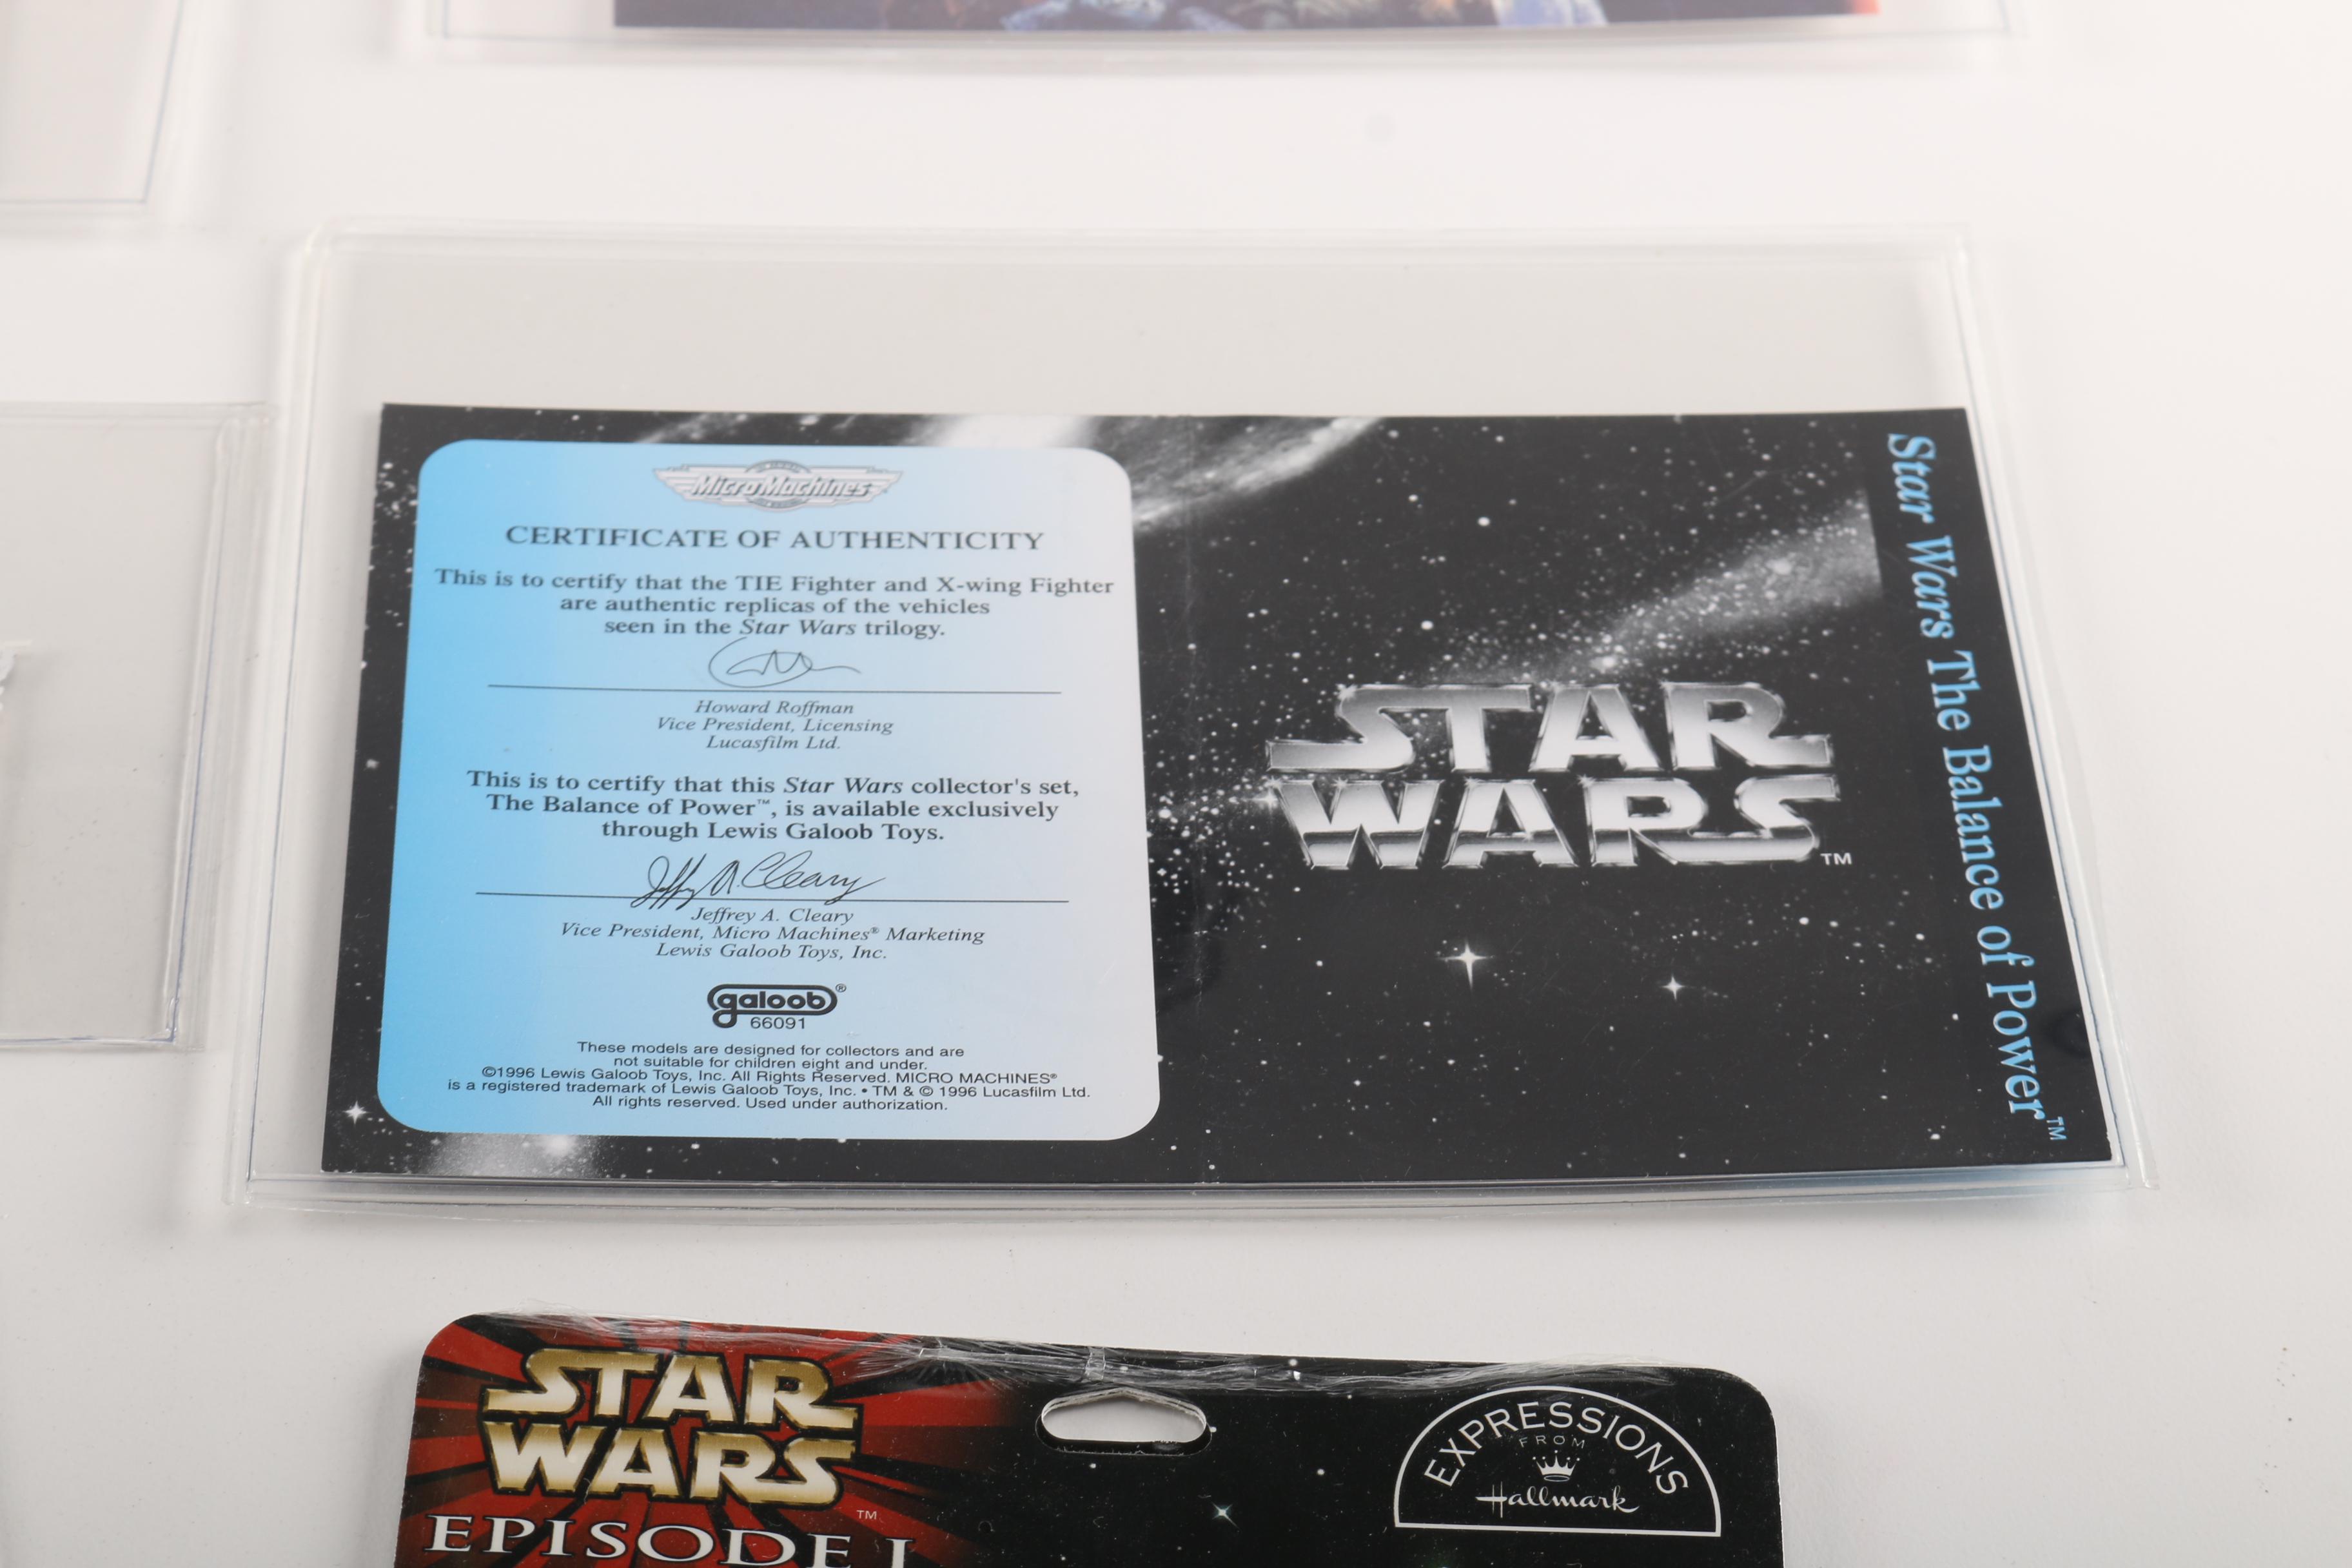 MicroMachines
CERTIFICATE OF AUTHENTICITY
This is to certify that the TIE Fighter and X-wing Fighter
are authentic replicas of the vehicles
seen in the Star Wars trilogy.
Howard Roffman
Vice President, Licensing
Lucasfilm Ltd.
This is to certify that this Star Wars collector's set,
The Balance of Power™, is available exclusively
through Lewis Galoob Toys.
Jeffry A. Cleary
Jeffrey A. Cleary
Vice President, Micro Machines® Marketing
Lewis Galoob Toys, Inc.
galoob®
66091
These models are designed for collectors and are
not suitable for children eight and under.
©1996 Lewis Galoob Toys, Inc. All Rights Reserved. MICRO MACHINES®
is a registered trademark of Lewis Galoob Toys, Inc. • TM & © 1996 Lucasfilm Ltd.
All rights reserved. Used under authorization.
STAR
WARS™
Star Wars The Balance of Power™
STAR
WARS™
EPISODE I
EXPRESSIONS
FROM
Hallmark